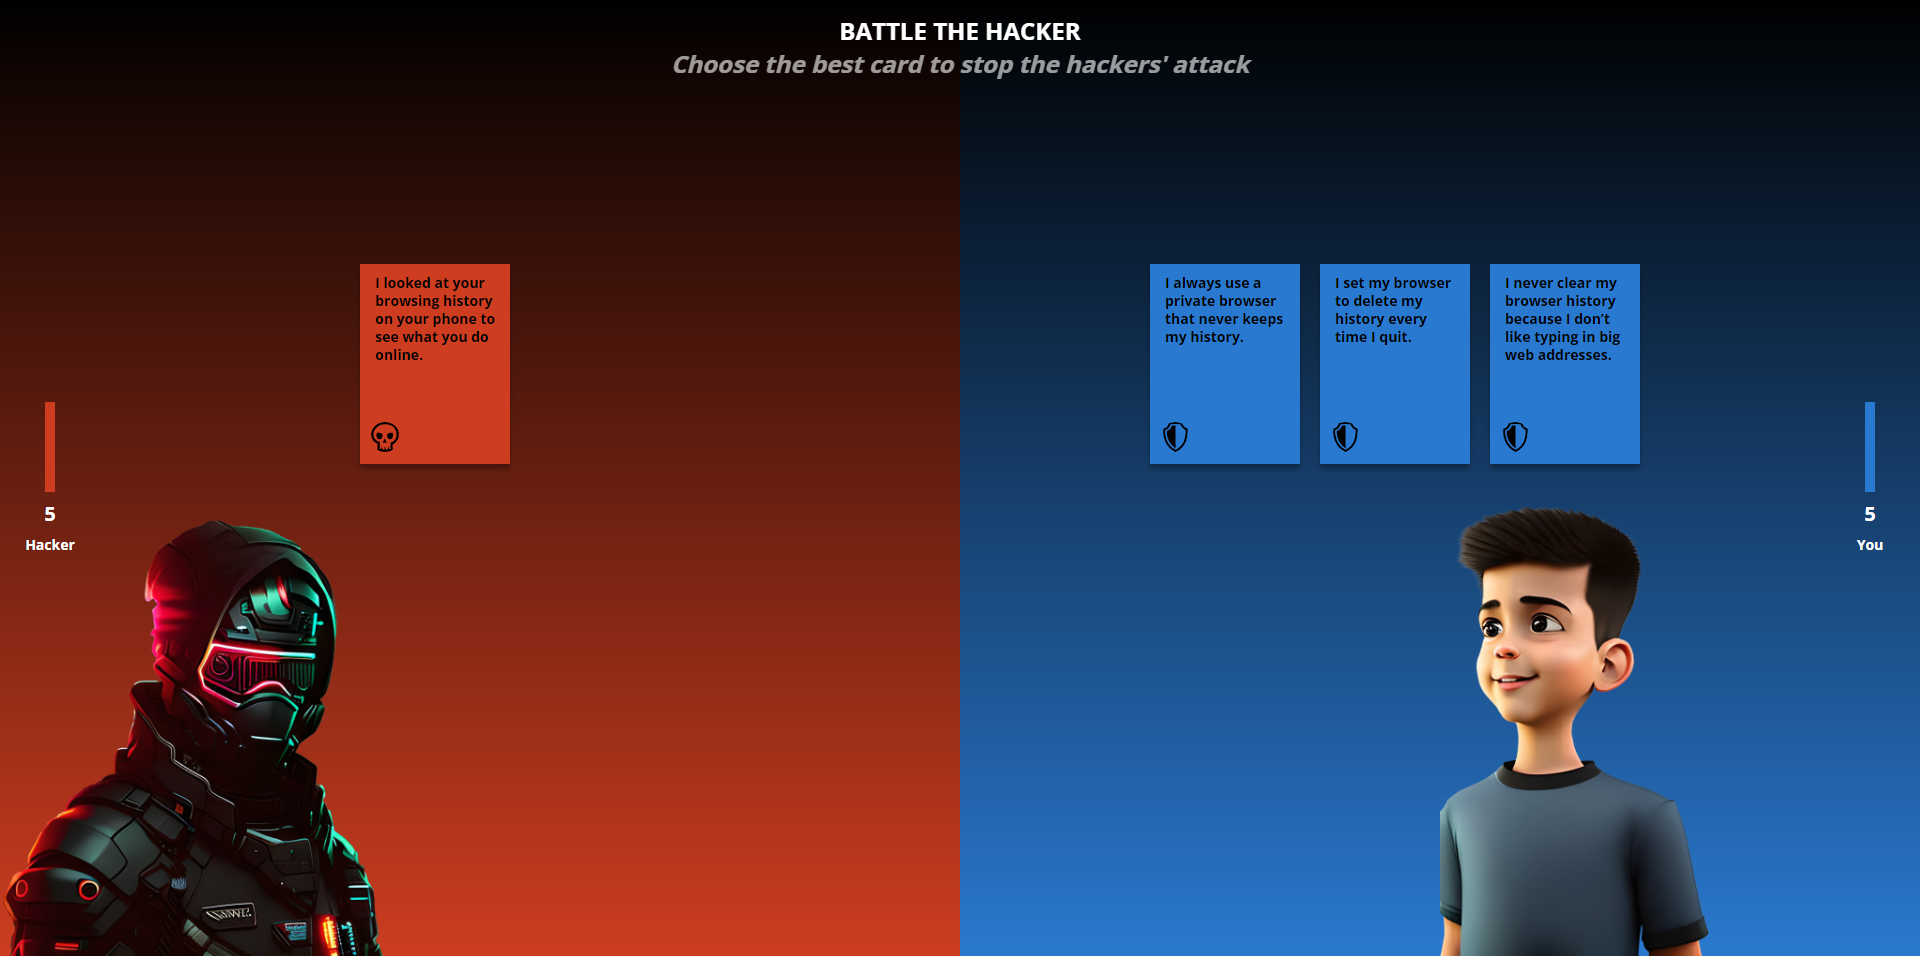 BATTLE THE HACKER
Choose the best card to stop the hackers' attack
I looked at your
browsing history
on your phone to
see what you do
online.
I always use a
private browser
that never keeps
my history.
I set my browser
to delete my
history every
time I quit.
I never clear my
browser history
because I don’t
like typing in big
web addresses.
5
Hacker
5
You